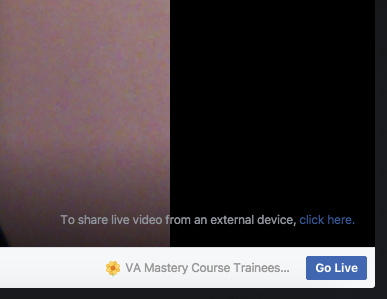 To share live video from an external device, click here.
VA Mastery Course Trainees...
Go Live